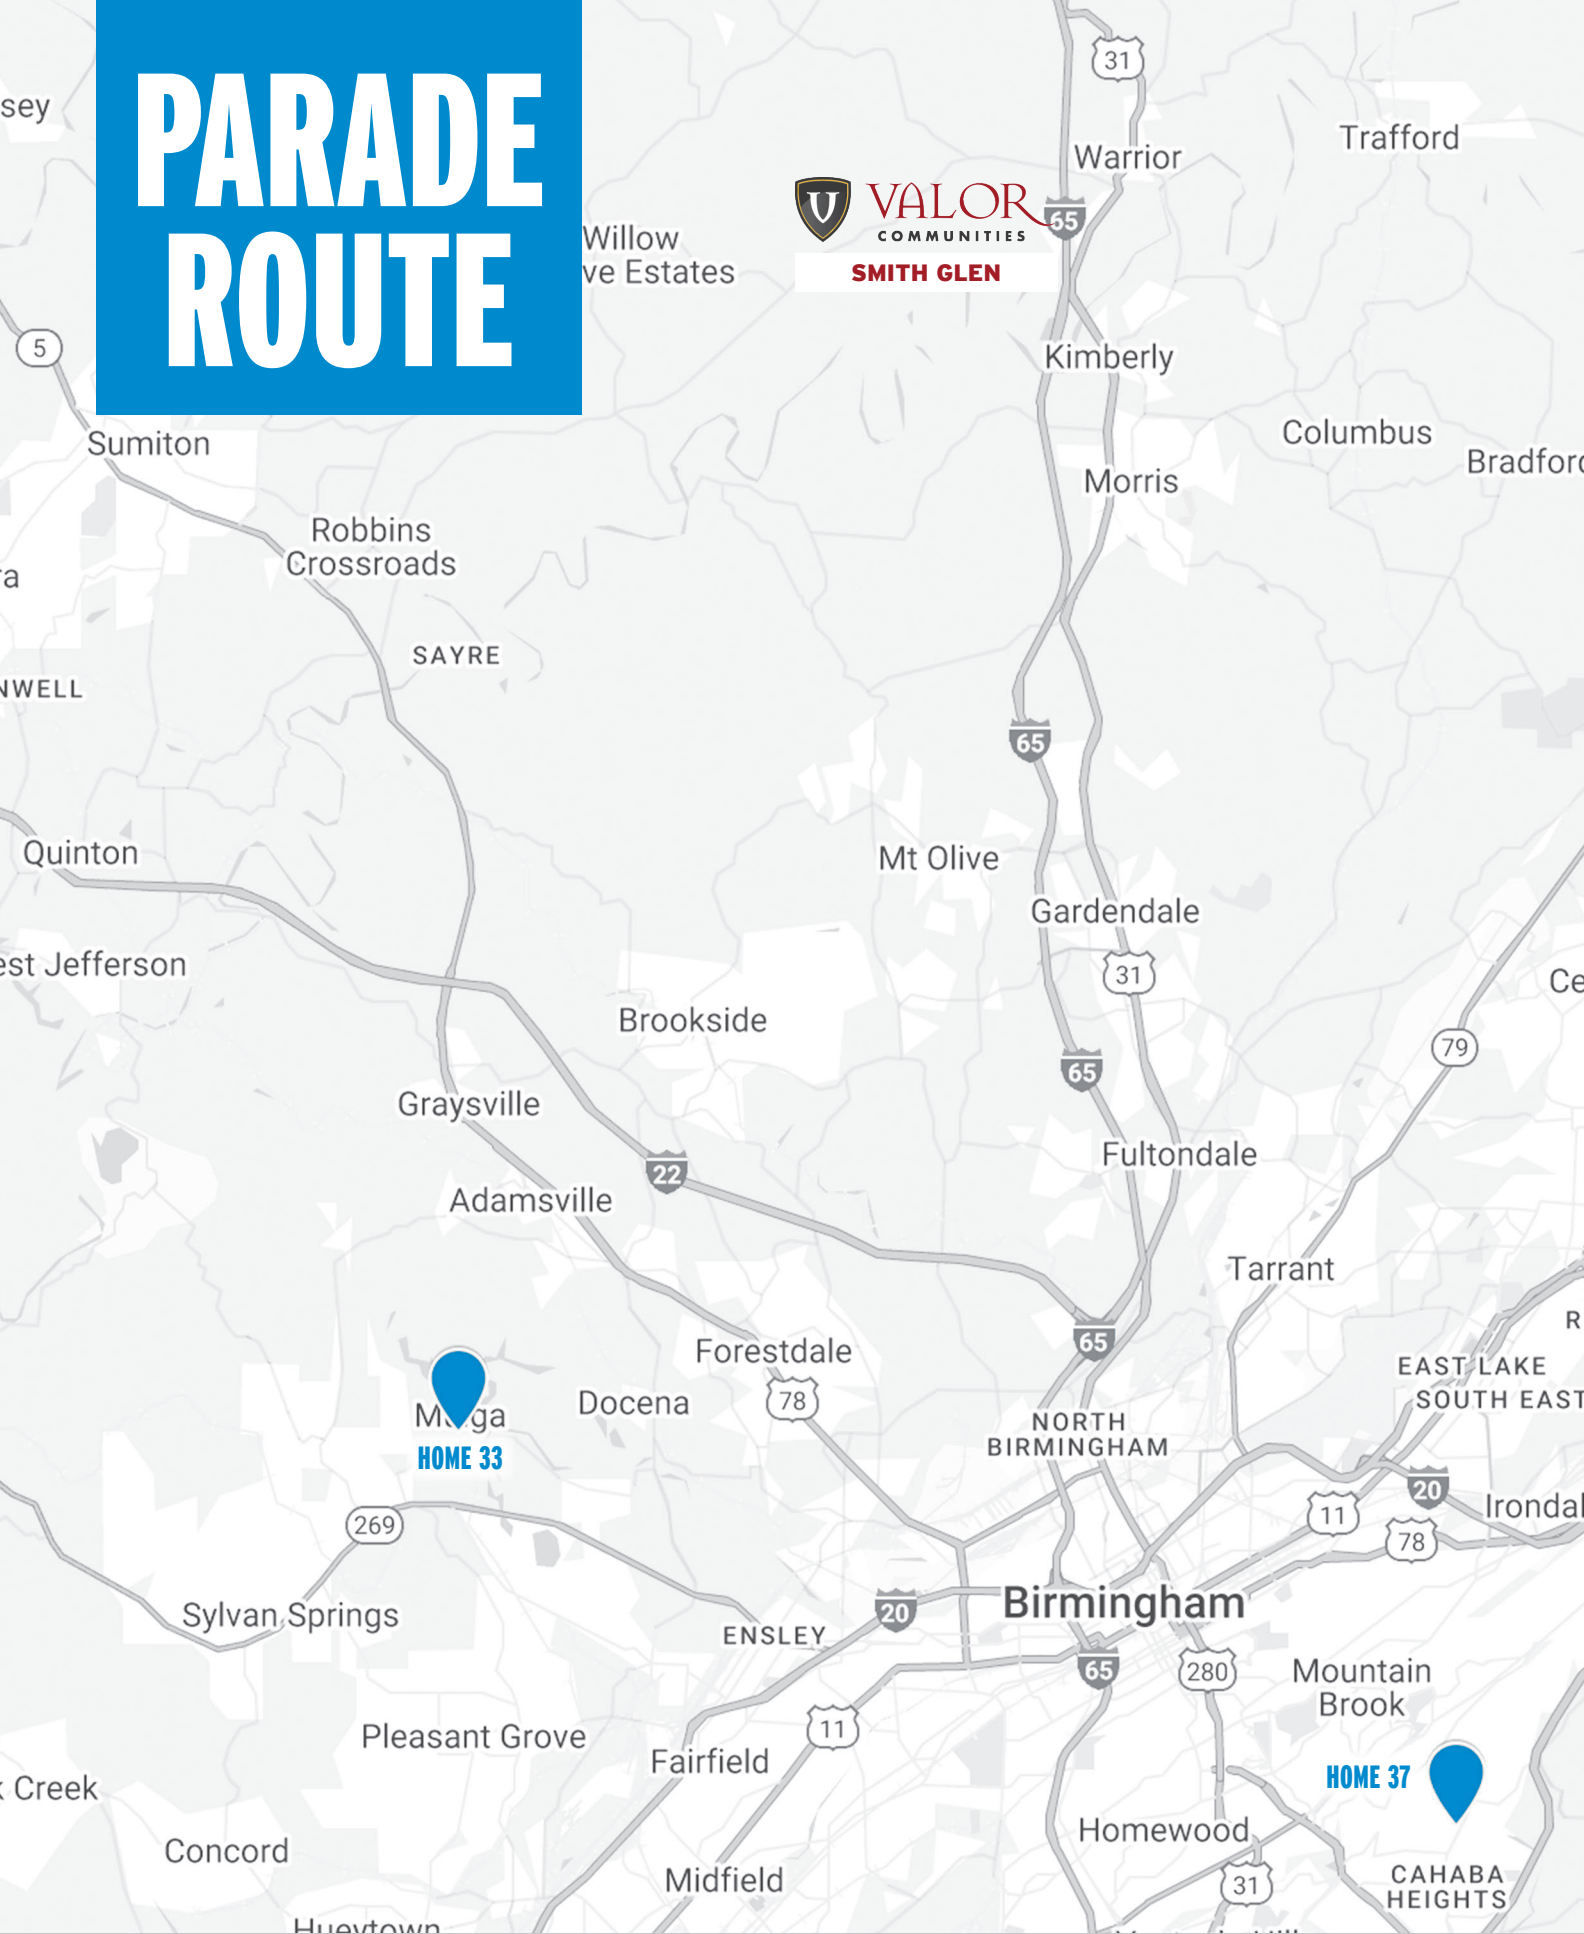 PARADE
ROUTE
31
sey
Trafford
Warrior
VALOR
COMMUNITIES
SMITH GLEN
65
Willow
ve Estates
5
Kimberly
Sumiton
Columbus
Bradford
Morris
Robbins
Crossroads
ra
SAYRE
NWELL
65
Quinton
Mt Olive
Gardendale
est Jefferson
31
Ce
Brookside
79
65
Graysville
Fultondale
22
Adamsville
Tarrant
R
65
Forestdale
EAST LAKE
SOUTH EAST
78
Docena
HOME 33
NORTH
BIRMINGHAM
20
11
Irondal
269
78
Birmingham
20
Sylvan Springs
ENSLEY
65
280
Mountain
Brook
11
Pleasant Grove
Fairfield
HOME 37
k Creek
Homewood
Concord
Midfield
31
CAHABA
HEIGHTS
Hueytown